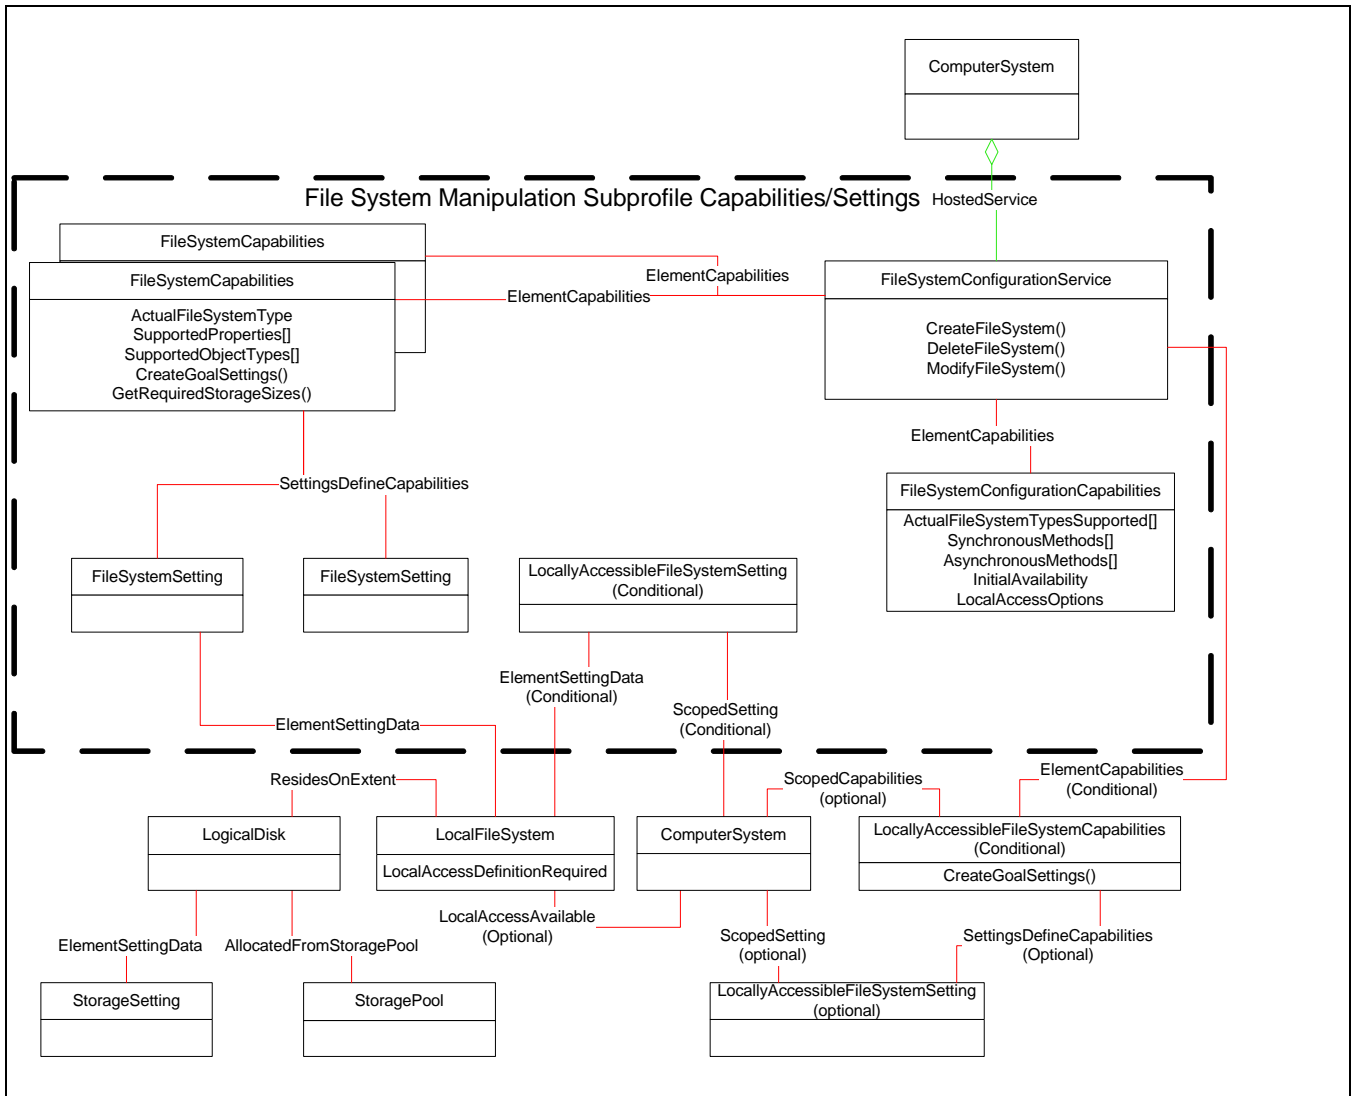 ComputerSystem
File System Manipulation Subprofile Capabilities/Settings
HostedService
FileSystemCapabilities
FileSystemCapabilities
ActualFileSystemType
SupportedProperties[]
SupportedObjectTypes[]
CreateGoalSettings()
GetRequiredStorageSizes()
ElementCapabilities
ElementCapabilities
FileSystemConfigurationService
CreateFileSystem()
DeleteFileSystem()
ModifyFileSystem()
ElementCapabilities
FileSystemConfigurationCapabilities
ActualFileSystemTypesSupported[]
SynchronousMethods[]
AsynchronousMethods[]
InitialAvailability
LocalAccessOptions
SettingsDefineCapabilities
FileSystemSetting
FileSystemSetting
LocallyAccessibleFileSystemSetting
(Conditional)
ElementSettingData
(Conditional)
ScopedSetting
(Conditional)
ElementSettingData
ResidesOnExtent
ScopedCapabilities
(optional)
ElementCapabilities
(Conditional)
LogicalDisk
LocalFileSystem
LocalAccessDefinitionRequired
ComputerSystem
LocallyAccessibleFileSystemCapabilities
(Conditional)
CreateGoalSettings()
LocalAccessAvailable
(Optional)
ElementSettingData
AllocatedFromStoragePool
ScopedSetting
(optional)
SettingsDefineCapabilities
(Optional)
StorageSetting
StoragePool
LocallyAccessibleFileSystemSetting
(optional)